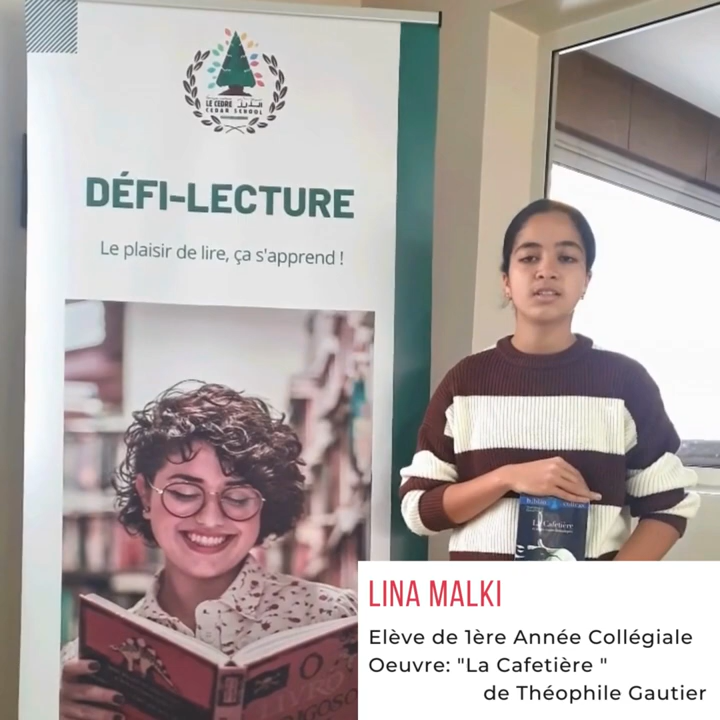 LE CEDRE
CEDAR SCHOOL
DÉFI-LECTURE
Le plaisir de lire, ça s'apprend !
La Cafetière
O
LIVRO
LINA MALKI
Elève de 1ère Année Collégiale
Oeuvre: "La Cafetière "
de Théophile Gautier